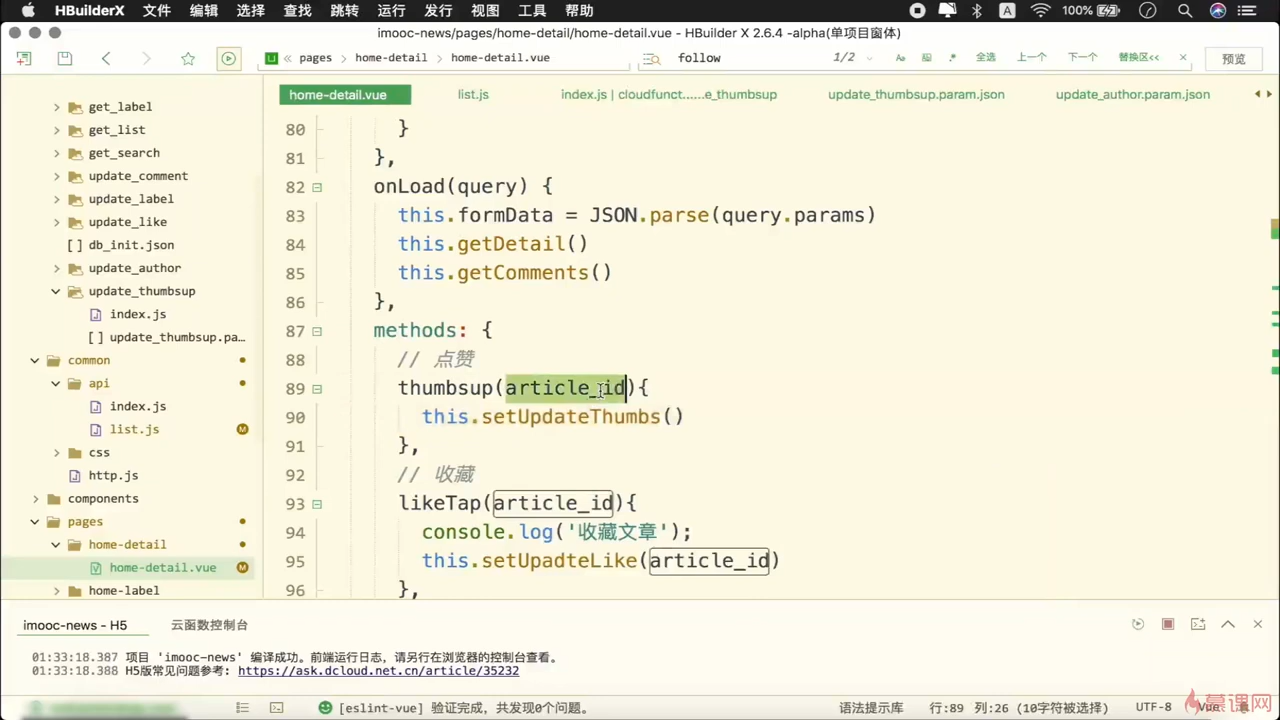 HBuilderX 文件 编辑 选择 查找 跳转 运行 发行 视图 工具 帮助 A 100%
imooc-news/pages/home-detail/home-detail.vue - HBuilder X 2.6.4 -alpha(单项目窗体)
pages home-detail home-detail.vue follow 1/2 Aa .* 全选 上一个 下一个 替换区<< 预览
home-detail.vue list.js index.js | cloudfunct......e_thumbsup update_thumbsup.param.json update_author.param.json
get_label
get_list
get_search
update_comment
update_label
update_like
[] db_init.json
update_author
update_thumbsup
index.js
[] update_thumbsup.pa...
common
api
index.js
list.js M
css
http.js
components
pages
home-detail
home-detail.vue M
home-label
80 }
81 },
82 onLoad(query) {
83 this.formData = JSON.parse(query.params)
84 this.getDetail()
85 this.getComments()
86 },
87 methods: {
88 // 点赞
89 thumbsup(article_id){
90 this.setUpdateThumbs()
91 },
92 // 收藏
93 likeTap(article_id){
94 console.log('收藏文章');
95 this.setUpadteLike(article_id)
96 },
imooc-news - H5 云函数控制台
01:33:18.387 项目 'imooc-news' 编译成功。前端运行日志，请另行在浏览器的控制台查看。
01:33:18.388 H5版常见问题参考: https://ask.dcloud.net.cn/article/35232
[eslint-vue] 验证完成，共发现0个问题。 语法提示库 行:89 列:26 (10字符被选择) UTF-8 Vue
慕课网